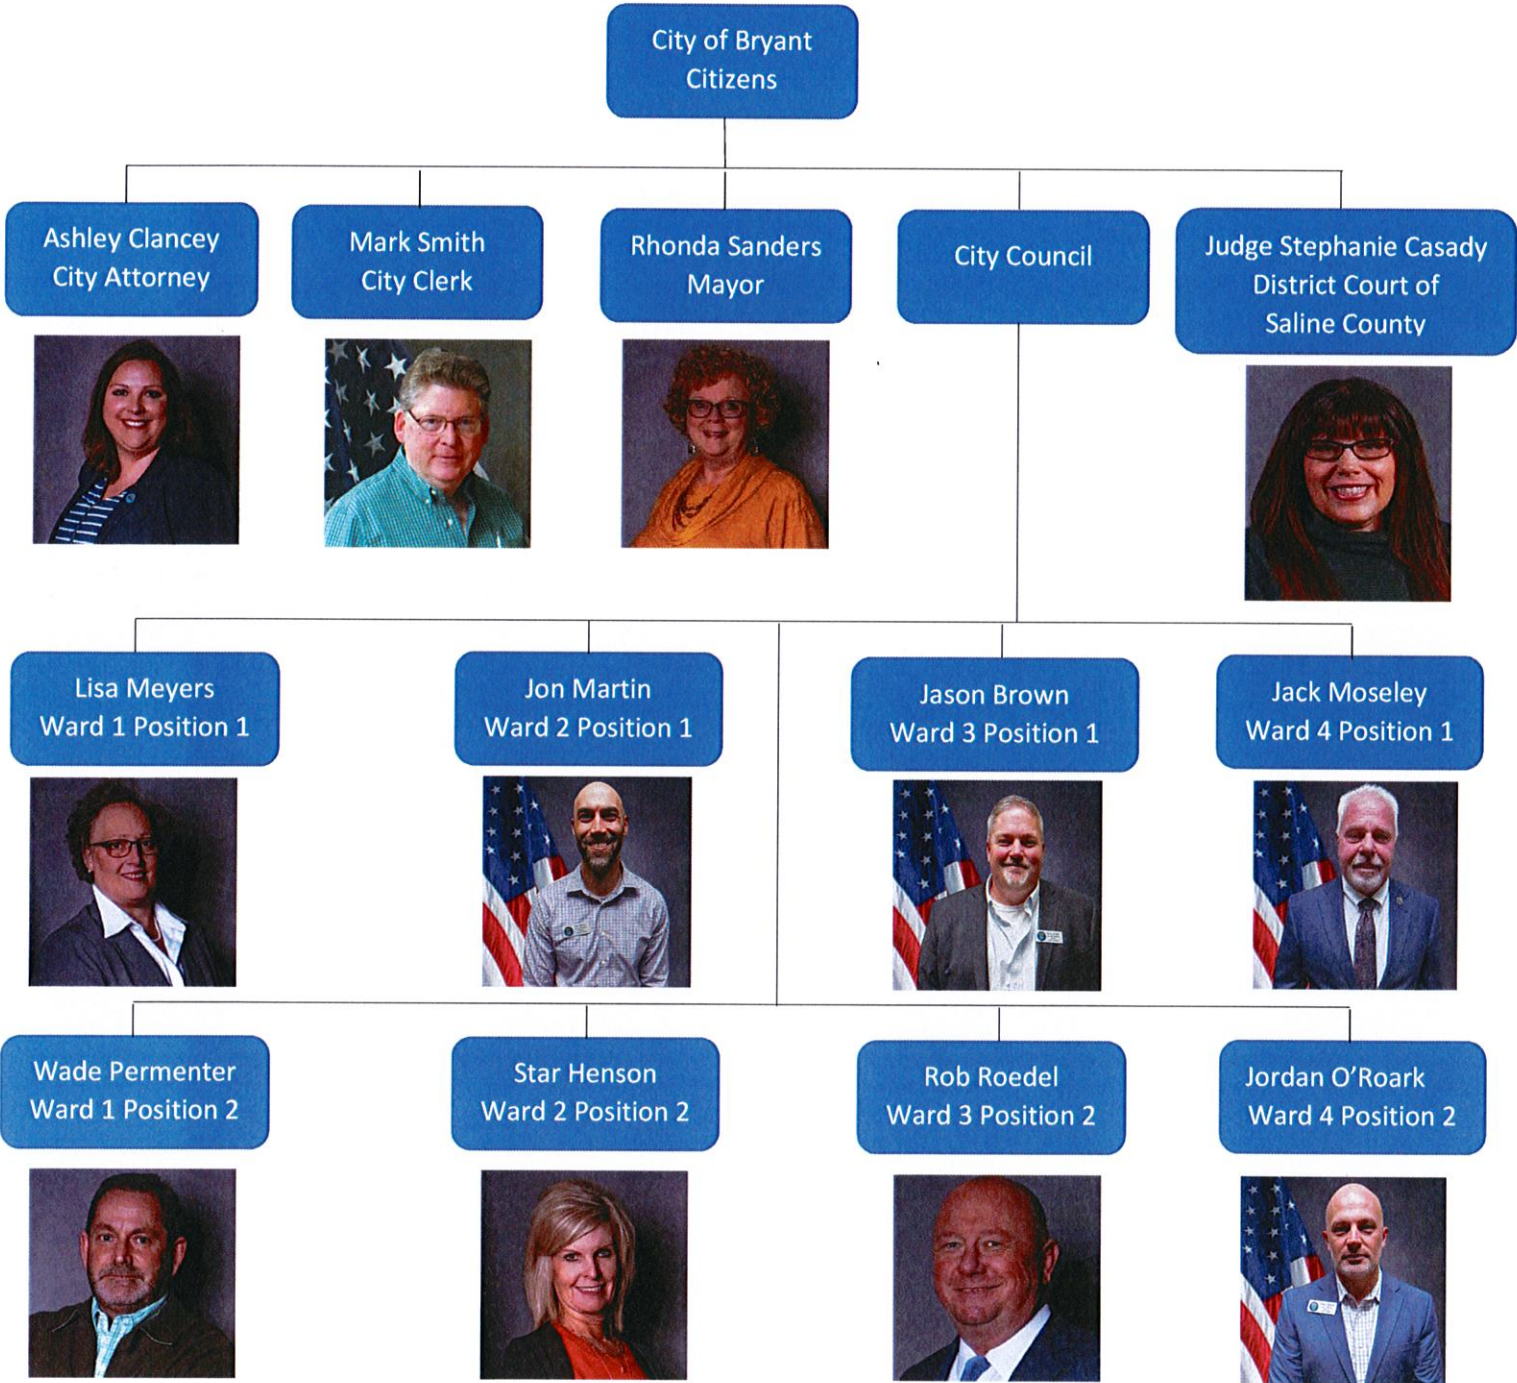 City of Bryant
Citizens
Ashley Clancey
City Attorney
Mark Smith
City Clerk
Rhonda Sanders
Mayor
City Council
Judge Stephanie Casady
District Court of
Saline County
Lisa Meyers
Ward 1 Position 1
Jon Martin
Ward 2 Position 1
Jason Brown
Ward 3 Position 1
Jack Moseley
Ward 4 Position 1
Wade Permenter
Ward 1 Position 2
Star Henson
Ward 2 Position 2
Rob Roedel
Ward 3 Position 2
Jordan O’Roark
Ward 4 Position 2